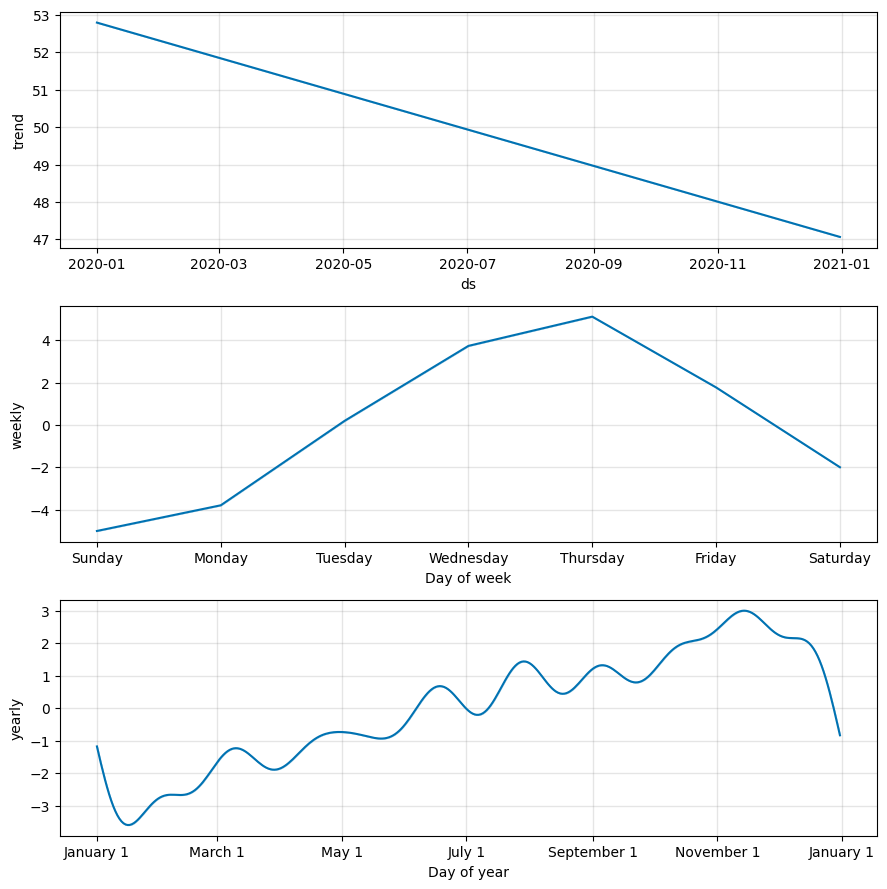 53
52
51
50
49
48
47
trend
2020-01 2020-03 2020-05 2020-07 2020-09 2020-11 2021-01
ds
4
2
0
−2
−4
weekly
Sunday Monday Tuesday Wednesday Thursday Friday Saturday
Day of week
3
2
1
0
−1
−2
−3
yearly
January 1 March 1 May 1 July 1 September 1 November 1 January 1
Day of year